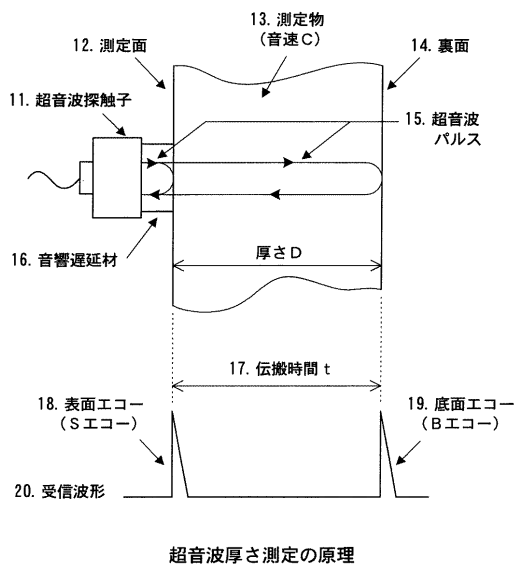 13. 測定物
（音速C）
12. 測定面
14. 裏面
11. 超音波探触子
15. 超音波
パルス
16. 音響遅延材
厚さD
17. 伝搬時間 t
18. 表面エコー
（Sエコー）
19. 底面エコー
（Bエコー）
20. 受信波形
超音波厚さ測定の原理